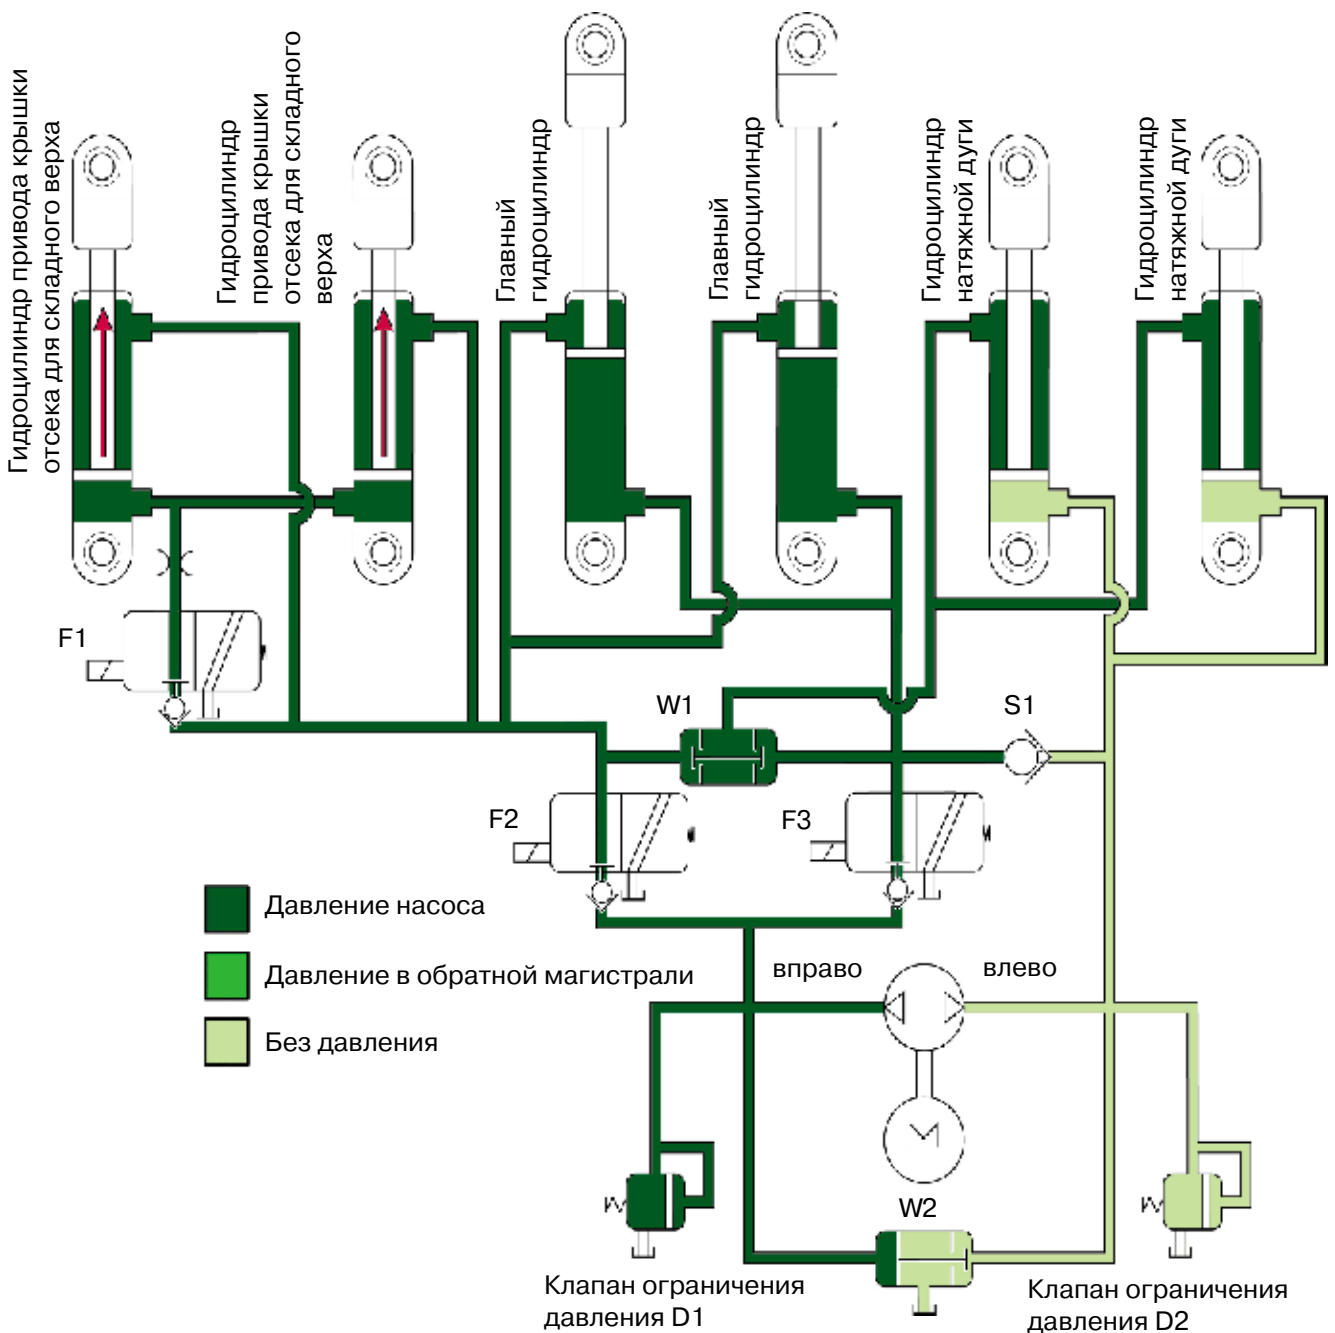 Гидроцилиндр привода крышки
отсека для складного верха
Гидроцилиндр
привода крышки
отсека для складного
верха
Главный
гидроцилиндр
Главный
гидроцилиндр
Гидроцилиндр
натяжной дуги
Гидроцилиндр
натяжной дуги
F1
W1
S1
F2
F3
Давление насоса
Давление в обратной магистрали
Без давления
вправо
влево
M
W2
Клапан ограничения
давления D1
Клапан ограничения
давления D2